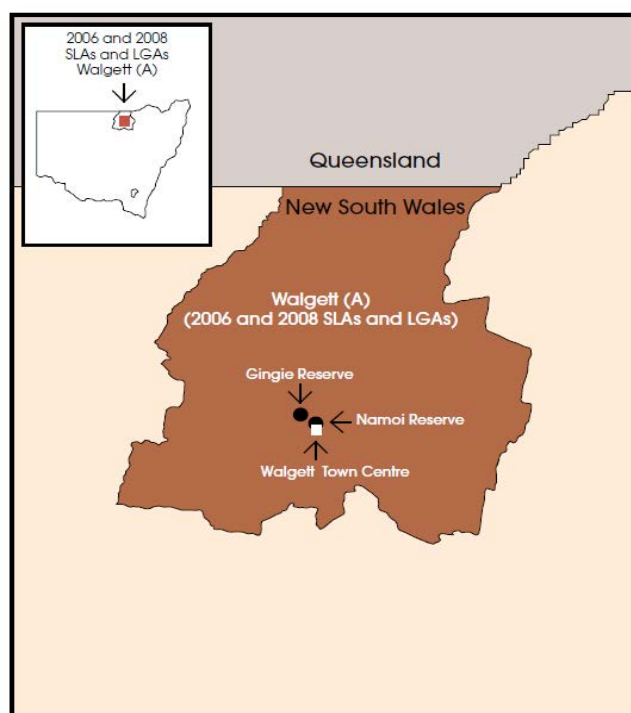 2006 and 2008
SLAs and LGAs
Walgett (A)
Queensland
New South Wales
Walgett (A)
(2006 and 2008 SLAs and LGAs)
Gingie Reserve
Namoi Reserve
Walgett Town Centre